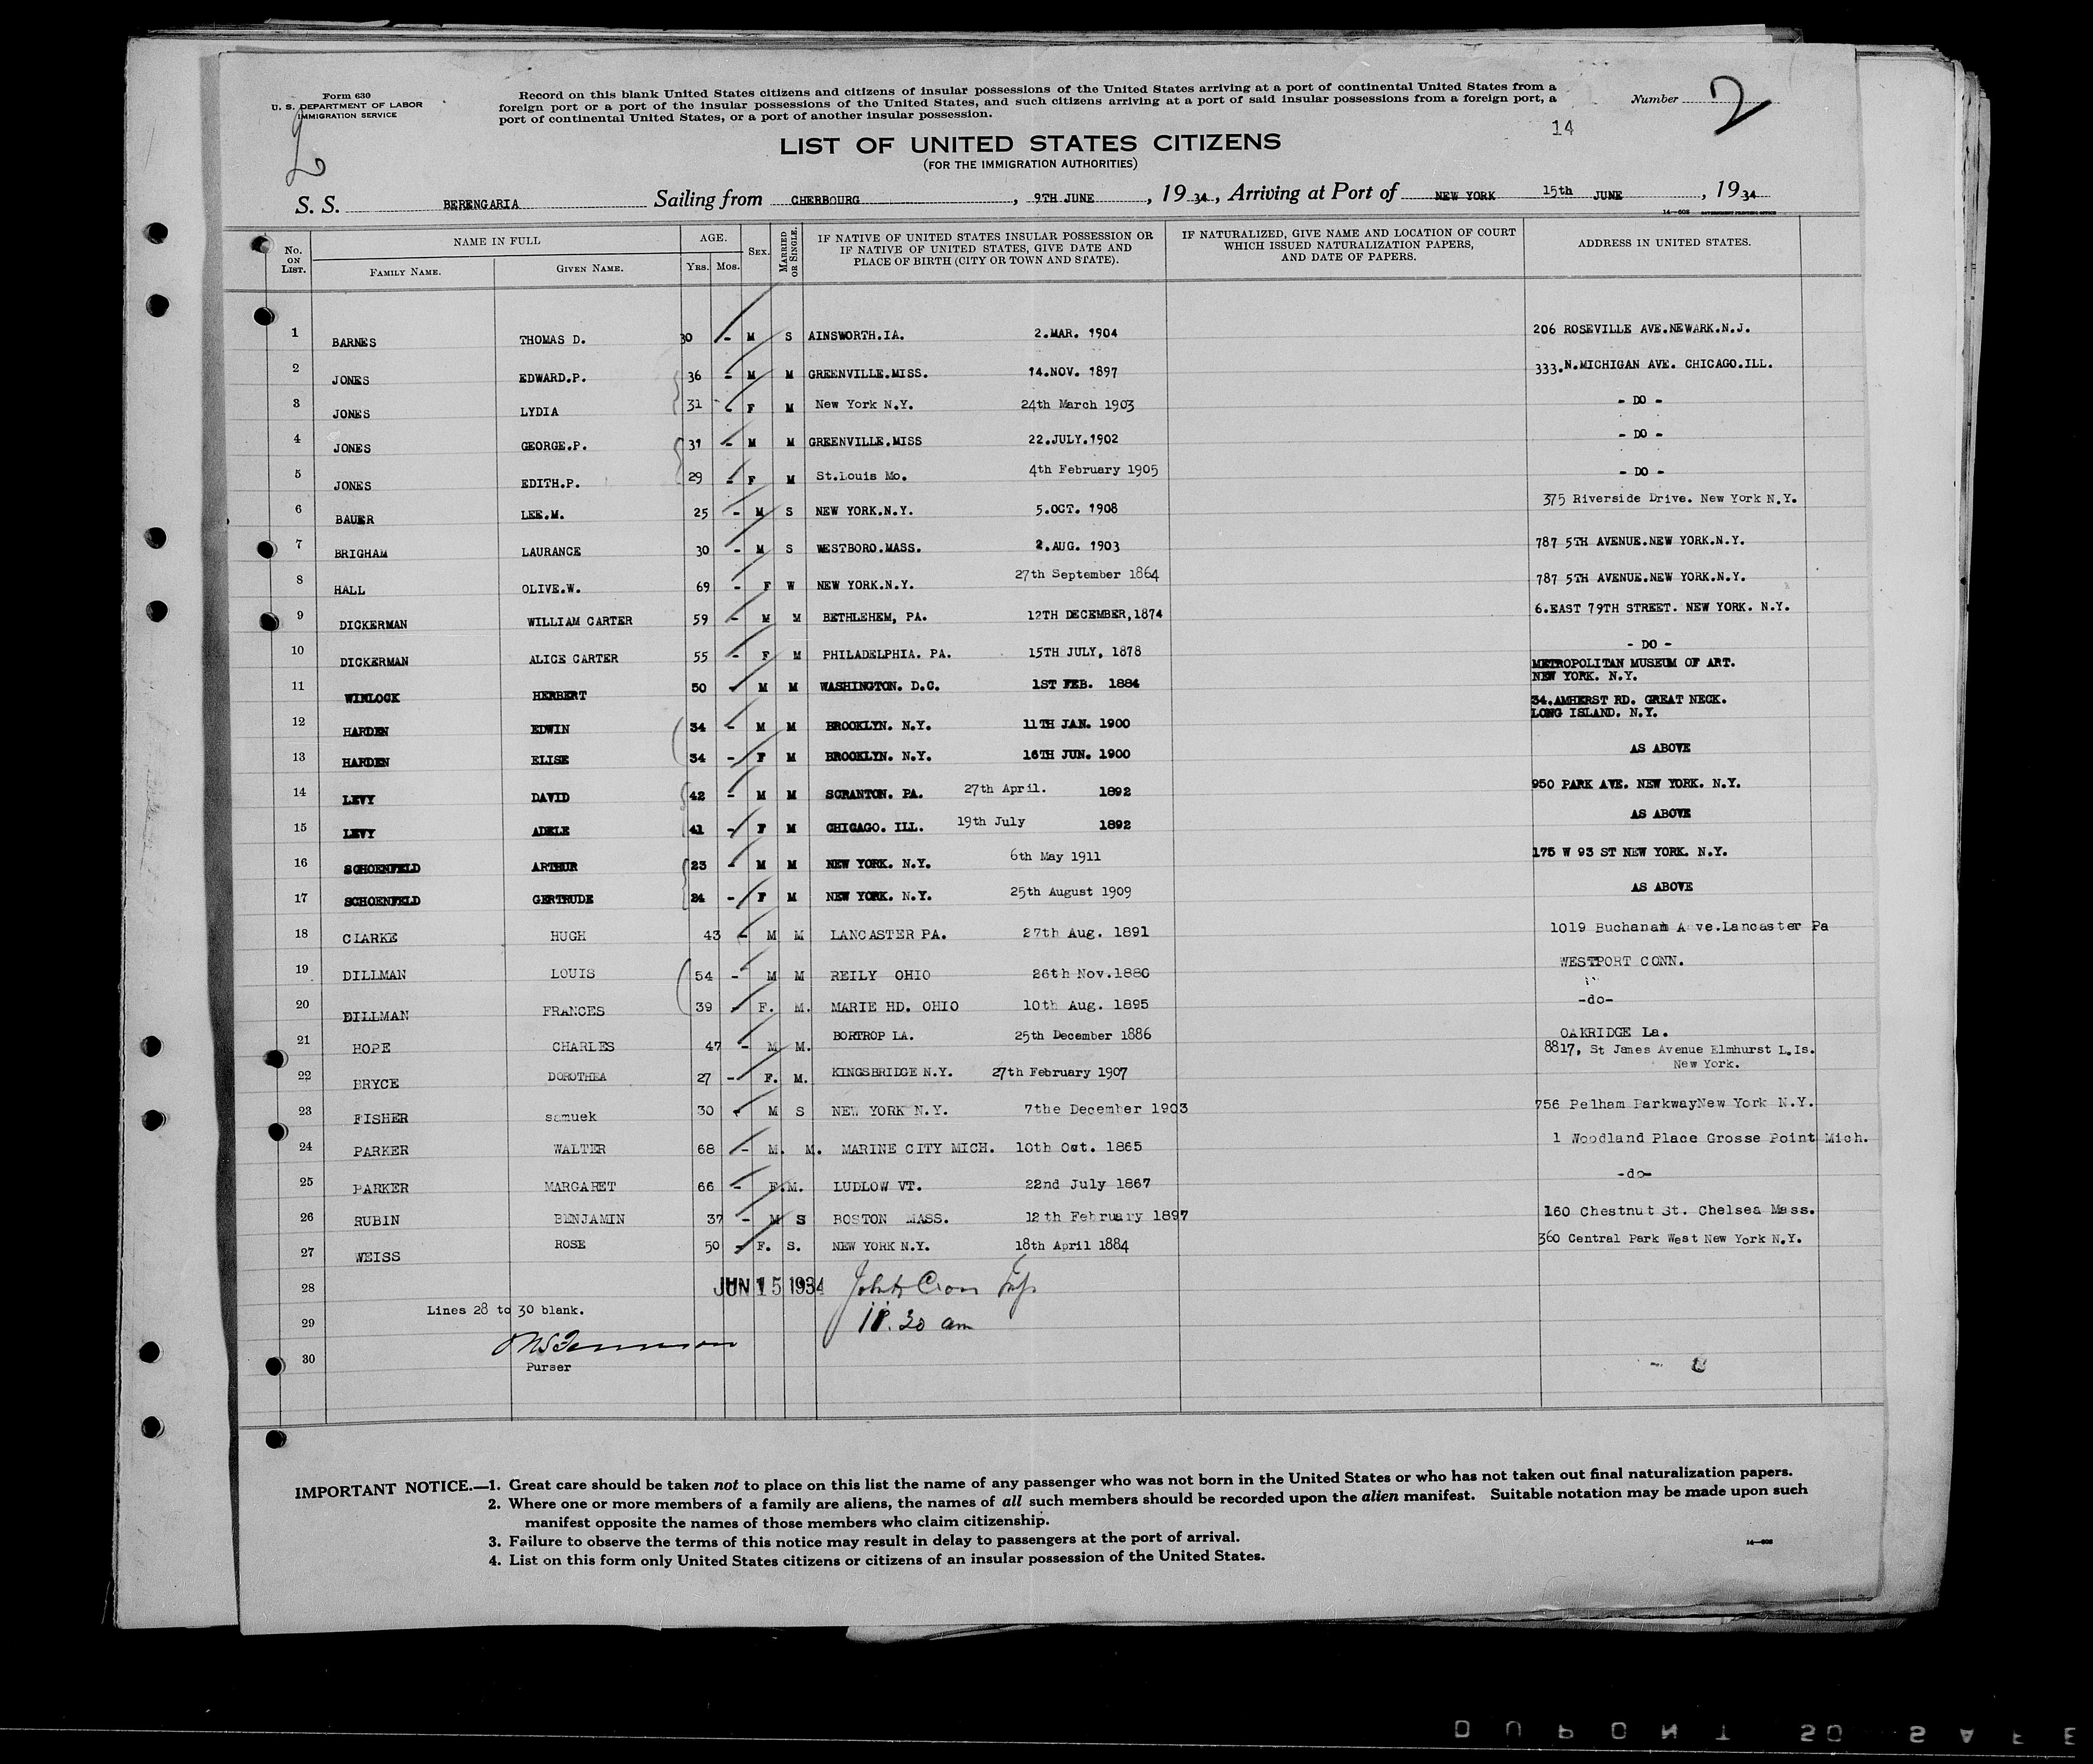 Form 630
U. S. DEPARTMENT OF LABOR
IMMIGRATION SERVICE
Record on this blank United States citizens and citizens of insular possessions of the United States arriving at a port of continental United States from a
foreign port or a port of the insular possessions of the United States, and such citizens arriving at a port of said insular possessions from a foreign port, a
port of continental United States, or a port of another insular possession.
Number 2
14
LIST OF UNITED STATES CITIZENS
(FOR THE IMMIGRATION AUTHORITIES)
S. S. BERENGARIA Sailing from CHERBOURG, 9TH JUNE, 1934, Arriving at Port of NEW YORK 15th JUNE, 1934
14—608 GOVERNMENT PRINTING OFFICE
No. ON LIST. NAME IN FULL FAMILY NAME. GIVEN NAME. AGE. YRS. MOS. SEX. MARRIED OR SINGLE. IF NATIVE OF UNITED STATES INSULAR POSSESSION OR IF NATIVE OF UNITED STATES, GIVE DATE AND PLACE OF BIRTH (CITY OR TOWN AND STATE). IF NATURALIZED, GIVE NAME AND LOCATION OF COURT WHICH ISSUED NATURALIZATION PAPERS, AND DATE OF PAPERS. ADDRESS IN UNITED STATES.
1 BARNES THOMAS D. 30 - M S AINSWORTH.IA. 2.MAR. 1904 206 ROSEVILLE AVE.NEWARK.N.J.
2 JONES EDWARD.P. 36 - M M GREENVILLE.MISS. 14.NOV. 1897 333.N.MICHIGAN AVE. CHICAGO.ILL.
3 JONES LYDIA 31 - F M New York N.Y. 24th March 1903 - DO -
4 JONES GEORGE.P. 31 - M M GREENVILLE.MISS 22.JULY.1902 - DO -
5 JONES EDITH.P. 29 - F M St.Louis Mo. 4th February 1905 - DO -
6 BAUER LEE.M. 25 - M S NEW YORK.N.Y. 5.OCT. 1908 375 Riverside Drive. New York N.Y.
7 BRIGHAM LAURANCE 30 - M S WESTBORO.MASS. 2.AUG. 1903 787 5TH AVENUE.NEW YORK.N.Y.
8 HALL OLIVE.W. 69 - F W NEW YORK.N.Y. 27th September 1864 787 5TH AVENUE.NEW YORK.N.Y.
9 DICKERMAN WILLIAM CARTER 59 - M M BETHLEHEM, PA. 12TH DECEMBER,1874 6.EAST 79TH STREET. NEW YORK. N.Y.
10 DICKERMAN ALICE CARTER 55 - F M PHILADELPHIA. PA. 15TH JULY, 1878 - DO -
11 WINLOCK HERBERT 50 - M M WASHINGTON. D.C. 1ST FEB. 1884 METROPOLITAN MUSEUM OF ART.
NEW YORK. N.Y.
12 HARDEN EDWIN 34 - M M BROOKLYN. N.Y. 11TH JAN. 1900 34.AMHERST RD. GREAT NECK.
LONG ISLAND. N.Y.
13 HARDEN ELISE 34 - F M BROOKLYN. N.Y. 16TH JUN. 1900 AS ABOVE
14 LEVY DAVID 42 - M M SCRANTON. PA. 27th April. 1892 950 PARK AVE. NEW YORK. N.Y.
15 LEVY ADELE 41 - F M CHICAGO. ILL. 19th July 1892 AS ABOVE
16 SCHOENFELD ARTHUR 23 - M M NEW YORK. N.Y. 6th May 1911 175 W 93 ST NEW YORK. N.Y.
17 SCHOENFELD GERTRUDE 24 - F M NEW YORK. N.Y. 25th August 1909 AS ABOVE
18 CLARKE HUGH 43 - M M LANCASTER PA. 27th Aug. 1891 1019 Buchanan A ve.Lancaster Pa
19 DILLMAN LOUIS 54 - M M REILY OHIO 26th Nov.1880 WESTPORT CONN.
20 DILLMAN FRANCES 39 - F. M. MARIE HD. OHIO 10th Aug. 1895 -do-
21 HOPE CHARLES 47 - M M. BORTROP LA. 25th December 1886 OAKRIDGE La.
22 BRYCE DOROTHEA 27 - F. M. KINGSBRIDGE N.Y. 27th February 1907 8817, St James Avenue Elmhurst L.Is.
New York.
23 FISHER samuek 30 - M S NEW YORK N.Y. 7the December 1903 756 Pelham ParkwayNew York N.Y.
24 PARKER WALTER 68 - M. M. MARINE CITY MICH. 10th Oct. 1865 1 Woodland Place Grosse Point Mich.
25 PARKER MARGARET 66 - F.M. LUDLOW VT. 22nd July 1867 -do-
26 RUBIN BENJAMIN 37 - M S BOSTON MASS. 12th February 1897 160 Chestnut St. Chelsea Mass.
27 WEISS ROSE 50 - F. S. NEW YORK N.Y. 18th April 1884 360 Central Park West New York N.Y.
28 JUN 15 1934
Lines 28 to 30 blank.
29 11.30 am
30 Purser
IMPORTANT NOTICE.—1. Great care should be taken not to place on this list the name of any passenger who was not born in the United States or who has not taken out final naturalization papers.
2. Where one or more members of a family are aliens, the names of all such members should be recorded upon the alien manifest. Suitable notation may be made upon such
manifest opposite the names of those members who claim citizenship.
3. Failure to observe the terms of this notice may result in delay to passengers at the port of arrival.
4. List on this form only United States citizens or citizens of an insular possession of the United States.
14—608
DUPONT SO SAFE